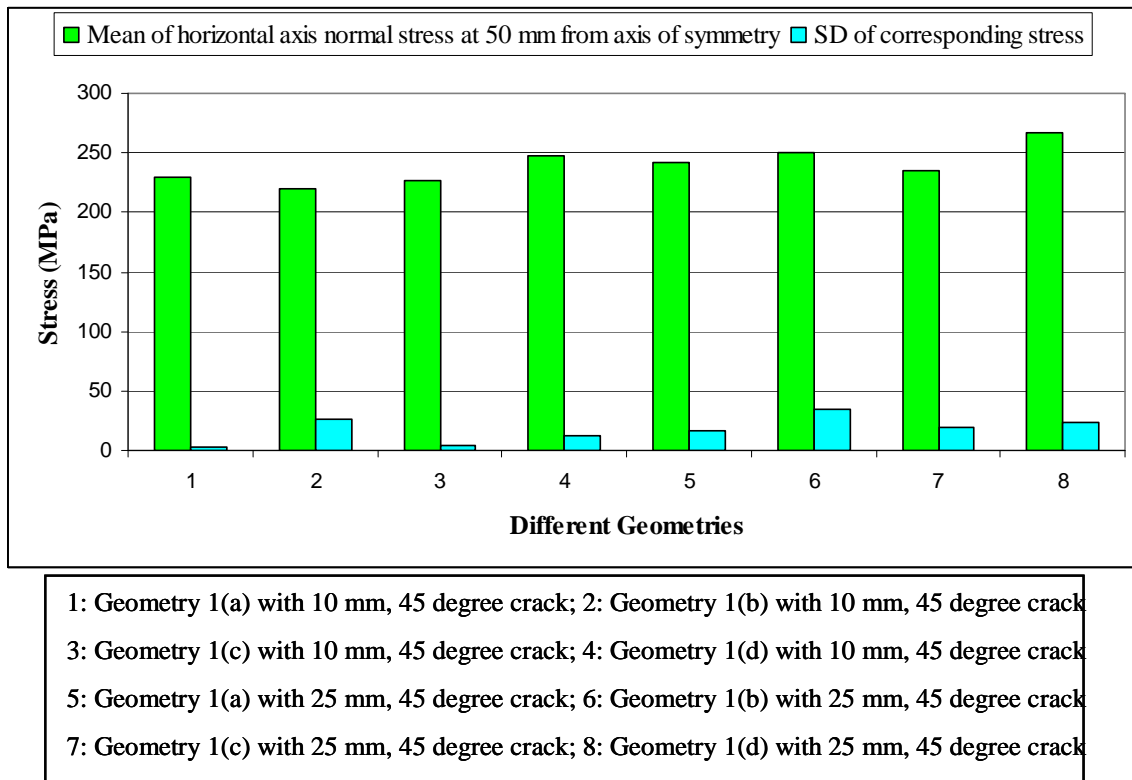 Mean of horizontal axis normal stress at 50 mm from axis of symmetry SD of corresponding stress
300
250
200
150
100
50
0
Stress (MPa)
1 2 3 4 5 6 7 8
Different Geometries
1: Geometry 1(a) with 10 mm, 45 degree crack; 2: Geometry 1(b) with 10 mm, 45 degree crack
3: Geometry 1(c) with 10 mm, 45 degree crack; 4: Geometry 1(d) with 10 mm, 45 degree crack
5: Geometry 1(a) with 25 mm, 45 degree crack; 6: Geometry 1(b) with 25 mm, 45 degree crack
7: Geometry 1(c) with 25 mm, 45 degree crack; 8: Geometry 1(d) with 25 mm, 45 degree crack